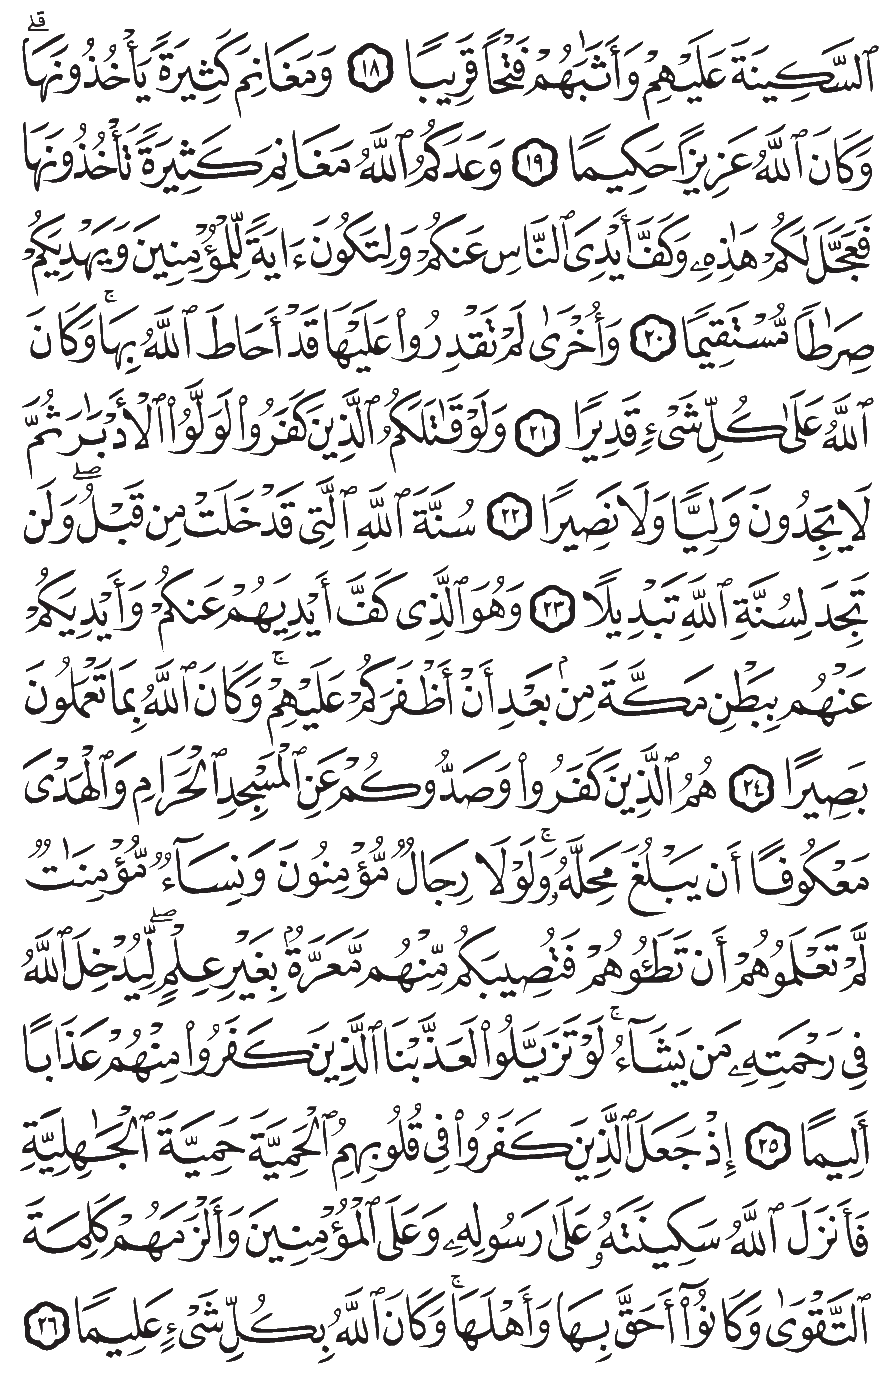 ٱلسَّكِينَةَ عَلَيْهِمْ وَأَثَٰبَهُمْ فَتْحًا قَرِيبًا ١٨ وَمَغَانِمَ كَثِيرَةً يَأْخُذُونَهَا ۗ
وَكَانَ ٱللَّهُ عَزِيزًا حَكِيمًا ١٩ وَعَدَكُمُ ٱللَّهُ مَغَانِمَ كَثِيرَةً تَأْخُذُونَهَا
فَعَجَّلَ لَكُمْ هَٰذِهِۦ وَكَفَّ أَيْدِىَ ٱلنَّاسِ عَنكُمْ وَلِتَكُونَ ءَايَةً لِّلْمُؤْمِنِينَ وَيَهْدِيَكُمْ
صِرَٰطًا مُّسْتَقِيمًا ٢٠ وَأُخْرَىٰ لَمْ تَقْدِرُوا۟ عَلَيْهَا قَدْ أَحَاطَ ٱللَّهُ بِهَا ۚ وَكَانَ
ٱللَّهُ عَلَىٰ كُلِّ شَىْءٍ قَدِيرًا ٢١ وَلَوْ قَٰتَلَكُمُ ٱلَّذِينَ كَفَرُوا۟ لَوَلَّوُا۟ ٱلْأَدْبَٰرَ ثُمَّ
لَا يَجِدُونَ وَلِيًّا وَلَا نَصِيرًا ٢٢ سُنَّةَ ٱللَّهِ ٱلَّتِى قَدْ خَلَتْ مِن قَبْلُ ۖ وَلَن
تَجِدَ لِسُنَّةِ ٱللَّهِ تَبْدِيلًا ٢٣ وَهُوَ ٱلَّذِى كَفَّ أَيْدِيَهُمْ عَنكُمْ وَأَيْدِيَكُمْ
عَنْهُم بِبَطْنِ مَكَّةَ مِنۢ بَعْدِ أَنْ أَظْفَرَكُمْ عَلَيْهِمْ ۚ وَكَانَ ٱللَّهُ بِمَا تَعْمَلُونَ
بَصِيرًا ٢٤ هُمُ ٱلَّذِينَ كَفَرُوا۟ وَصَدُّوكُمْ عَنِ ٱلْمَسْجِدِ ٱلْحَرَامِ وَٱلْهَدْىَ
مَعْكُوفًا أَن يَبْلُغَ مَحِلَّهُۥ ۚ وَلَوْلَا رِجَالٌ مُّؤْمِنُونَ وَنِسَآءٌ مُّؤْمِنَٰتٌ
لَّمْ تَعْلَمُوهُمْ أَن تَطَـُٔوهُمْ فَتُصِيبَكُم مِّنْهُم مَّعَرَّةٌۢ بِغَيْرِ عِلْمٍ ۖ لِّيُدْخِلَ ٱللَّهُ
فِى رَحْمَتِهِۦ مَن يَشَآءُ ۚ لَوْ تَزَيَّلُوا۟ لَعَذَّبْنَا ٱلَّذِينَ كَفَرُوا۟ مِنْهُمْ عَذَابًا
أَلِيمًا ٢٥ إِذْ جَعَلَ ٱلَّذِينَ كَفَرُوا۟ فِى قُلُوبِهِمُ ٱلْحَمِيَّةَ حَمِيَّةَ ٱلْجَٰهِلِيَّةِ
فَأَنزَلَ ٱللَّهُ سَكِينَتَهُۥ عَلَىٰ رَسُولِهِۦ وَعَلَى ٱلْمُؤْمِنِينَ وَأَلْزَمَهُمْ كَلِمَةَ
ٱلتَّقْوَىٰ وَكَانُوٓا۟ أَحَقَّ بِهَا وَأَهْلَهَا ۚ وَكَانَ ٱللَّهُ بِكُلِّ شَىْءٍ عَلِيمًا ٢٦